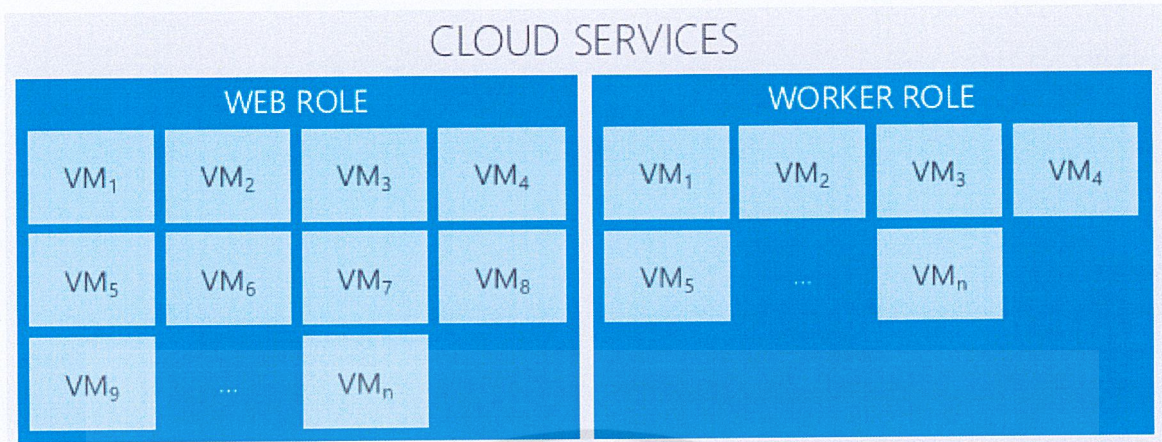 CLOUD SERVICES
WEB ROLE
VM₁ VM₂ VM₃ VM₄
VM₅ VM₆ VM₇ VM₈
VM₉ ... VMₙ
WORKER ROLE
VM₁ VM₂ VM₃ VM₄
VM₅ ... VMₙ